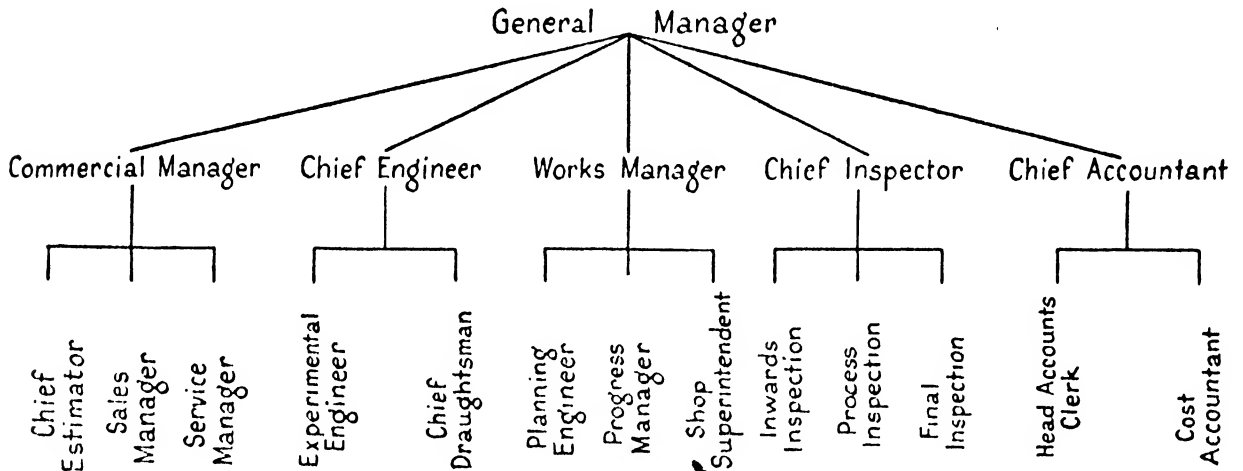 General Manager
Commercial Manager
Chief Engineer
Works Manager
Chief Inspector
Chief Accountant
Chief
Estimator
Sales
Manager
Service
Manager
Experimental
Engineer
Chief
Draughtsman
Planning
Engineer
Progress
Manager
Shop
Superintendent
Inwards
Inspection
Process
Inspection
Final
Inspection
Head Accounts
Clerk
Cost
Accountant